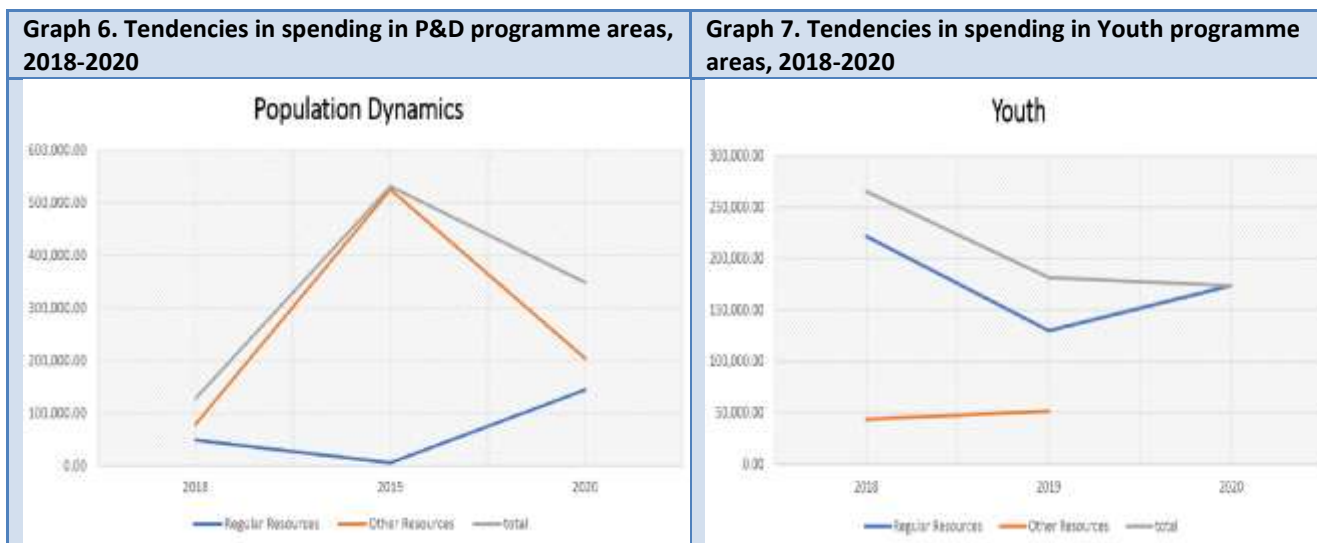 Graph 6. Tendencies in spending in P&D programme areas,
2018-2020
Population Dynamics
600,000.00
500,000.00
400,000.00
300,000.00
200,000.00
100,000.00
0.00
2018
2019
2020
Regular Resources
Other Resources
total
Graph 7. Tendencies in spending in Youth programme
areas, 2018-2020
Youth
300,000.00
250,000.00
200,000.00
150,000.00
100,000.00
50,000.00
0.00
2018
2019
2020
Regular Resources
Other Resources
total